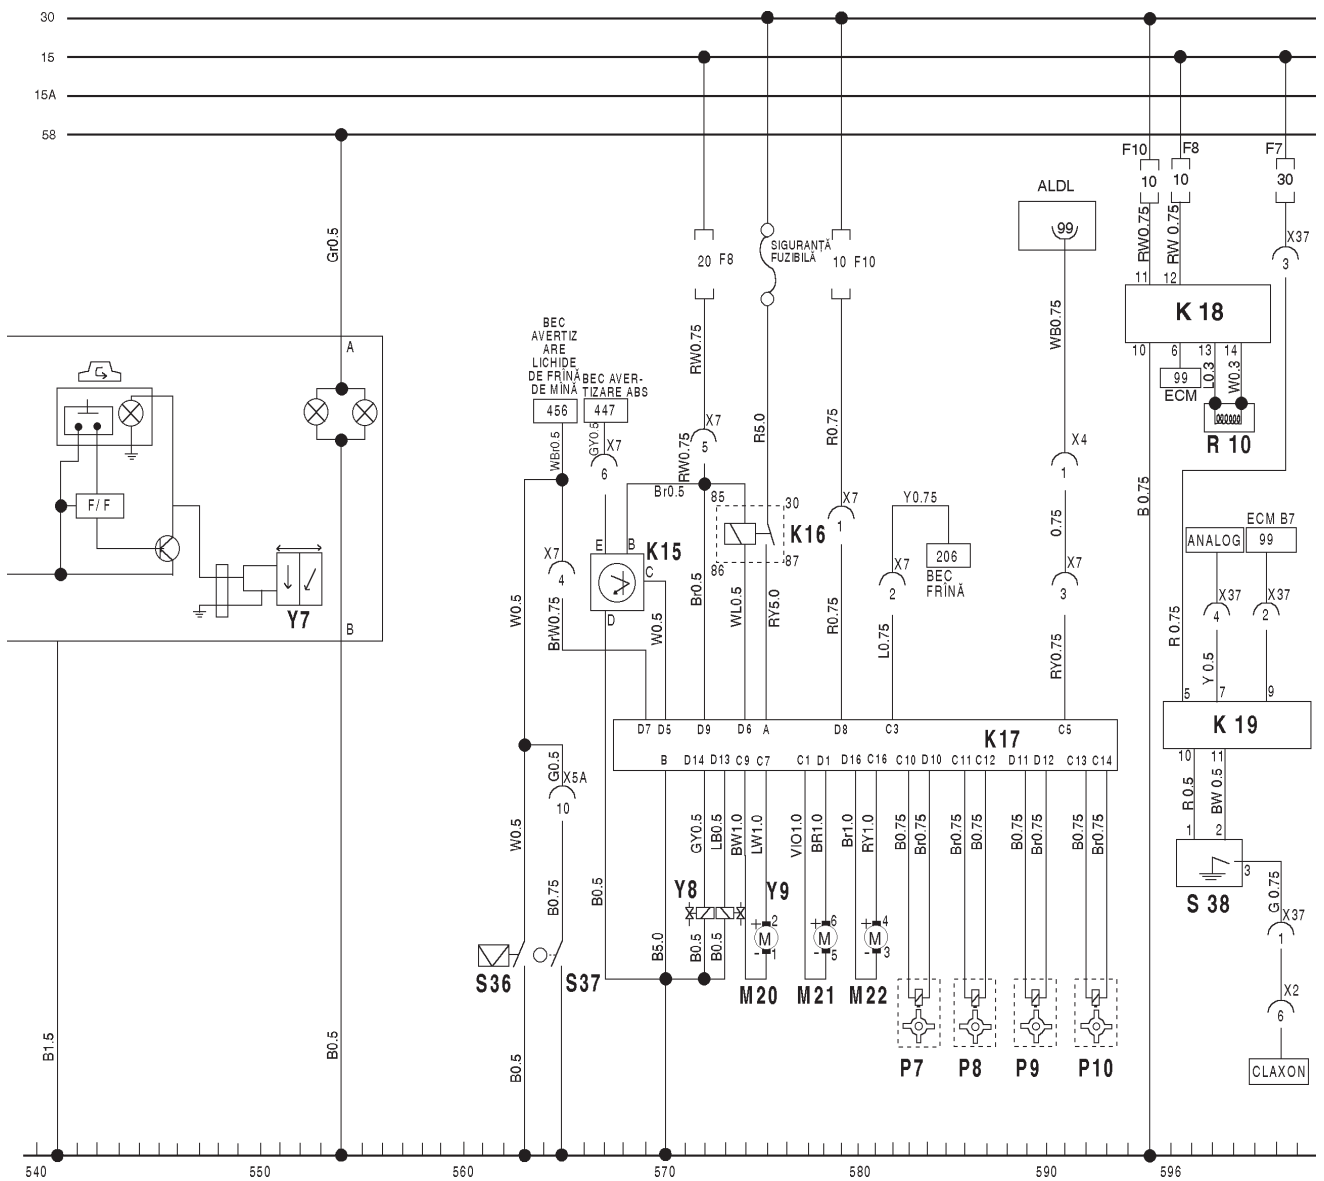 30
15
15A
58
F10
F8
F7
10
10
30
ALDL
99
Gr0.5
RW0.75
RW 0.75
X37
3
20 F8
SIGURANȚĂ
FUZIBILĂ
10 F10
11
12
K 18
WB0.75
BEC
AVERTIZ
ARE
LICHIDE
DE FRÎNĂ
DE MÎNĂ
BEC AVER-
TIZARE ABS
RW0.75
A
10
6
13
14
99
ECM
L0.3
W0.3
R 10
456
447
R5.0
R0.75
X7
5
X4
1
WBr0.5
GY0.5
X7
6
RW0.75
Br0.5
85
30
X7
1
Y0.75
B 0.75
0.75
F/F
K16
86
87
ANALOG
ECM B7
99
E
B
K15
C
D
X7
4
206
BEC
FRÎNĂ
X7
2
X7
3
X37
4
X37
2
Y7
B
W0.5
BrW0.75
W0.5
Br0.5
WL0.5
RY5.0
R0.75
L0.75
RY0.75
R 0.75
Y 0.5
5
7
9
K 19
10
11
D7 D5 D9 D6 A D8 C3 C5
K17
B D14 D13 C9 C7 C1 D1 D16 C16 C10 D10 C11 C12 D11 D12 C13 C14
G0.5
X5A
10
R 0.5
BW 0.5
1
2
3
S 38
W0.5
B0.75
B0.5
GY0.5
LB0.5
BW1.0
LW1.0
VIO1.0
BR1.0
Br1.0
RY1.0
B0.75
Br0.75
B0.75
B0.75
B0.75
Br0.75
B0.75
Br0.75
G 0.75
X37
1
Y8
Y9
+ 2
M
- 1
+ 6
M
- 5
+ 4
M
- 3
B5.0
B0.5
B0.5
S36
S37
M20
M21
M22
X2
6
CLAXON
P7
P8
P9
P10
B1.5
B0.5
B0.5
540
550
560
570
580
590
596